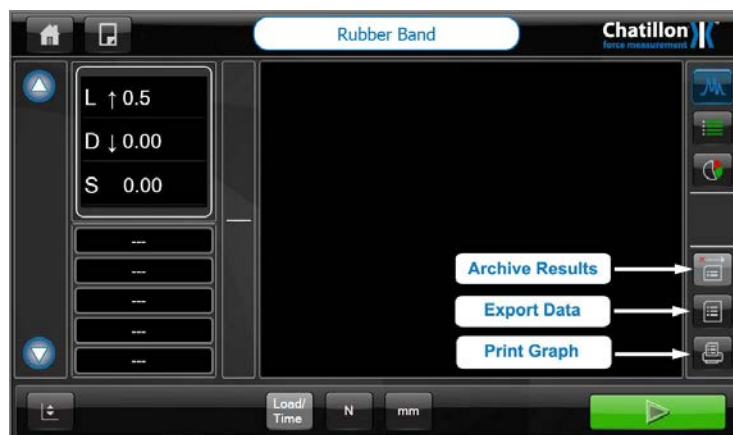 Rubber Band
Chatillon
force measurement
L ↑ 0.5
D ↓ 0.00
S 0.00
---
---
---
---
---
Archive Results
Export Data
Print Graph
Load/
Time
N
mm